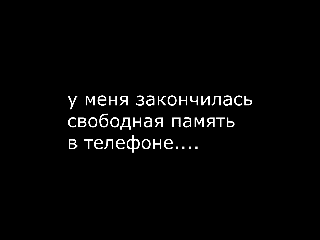 у меня закончилась
свободная память
в телефоне....